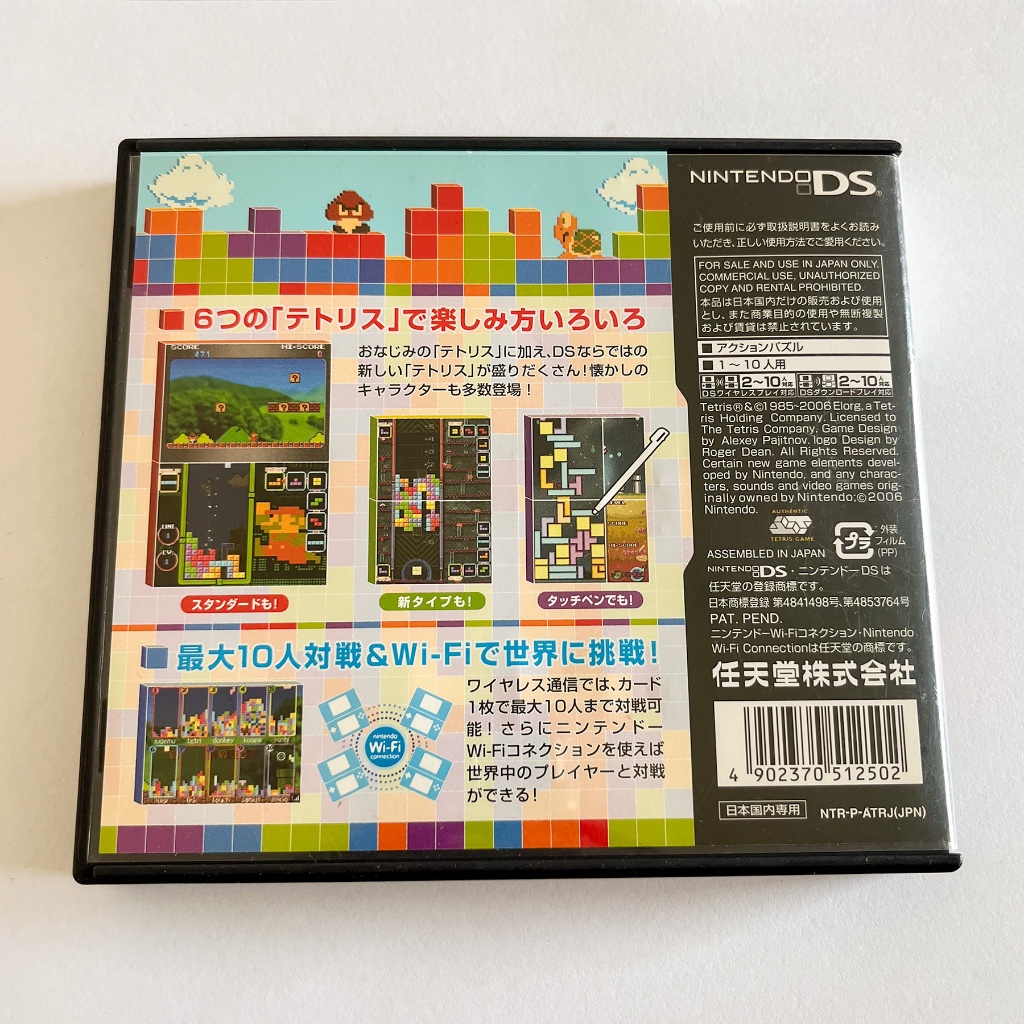 6つの「テトリス」で楽しみ方いろいろ
おなじみの「テトリス」に加え、DSならではの
新しい「テトリス」が盛りだくさん!懐かしの
キャラクターも多数登場!
SCORE
HI-SCORE
471
0
LINE
1
LV
1
スタンダードも!
新タイプも!
SCORE
HI-SCORE
タッチペンでも!
最大10人対戦&Wi-Fiで世界に挑戦!
ワイヤレス通信では、カード
1枚で最大10人まで対戦可
能!さらにニンテンドー
Wi-Fiコネクションを使えば
世界中のプレイヤーと対戦
ができる!
nintendo
Wi-Fi
connection
donkey
koopa
NINTENDO DS®
ご使用前に必ず取扱説明書をよくお読み
いただき、正しい使用方法でご愛用ください。
FOR SALE AND USE IN JAPAN ONLY.
COMMERCIAL USE, UNAUTHORIZED
COPY AND RENTAL PROHIBITED.
本品は日本国内だけの販売および使用
とし、また商業目的の使用や無断複製
および賃貸は禁止されています。
アクションパズル
1〜10人用
2〜10対応
DSワイヤレスプレイ対応
2〜10対応
DSダウンロードプレイ対応
Tetris®&©1985~2006 Elorg, a Tet-
ris Holding Company. Licensed to
The Tetris Company. Game Design
by Alexey Pajitnov. logo Design by
Roger Dean. All Rights Reserved.
Certain new game elements devel-
oped by Nintendo, and any charac-
ters, sounds and video games orig-
inally owned by Nintendo;© 2006
Nintendo.
AUTHENTIC
TETRIS GAME
プラ
:外装
フィルム
(PP)
ASSEMBLED IN JAPAN
NINTENDO DS・ニンテンドーDSは
任天堂の登録商標です。
日本商標登録 第4841498号、第4853764号
PAT. PEND.
ニンテンドーWi-Fiコネクション・Nintendo
Wi-Fi Connectionは任天堂の商標です。
任天堂株式会社
4 902370 512502
日本国内専用
NTR-P-ATRJ(JPN)